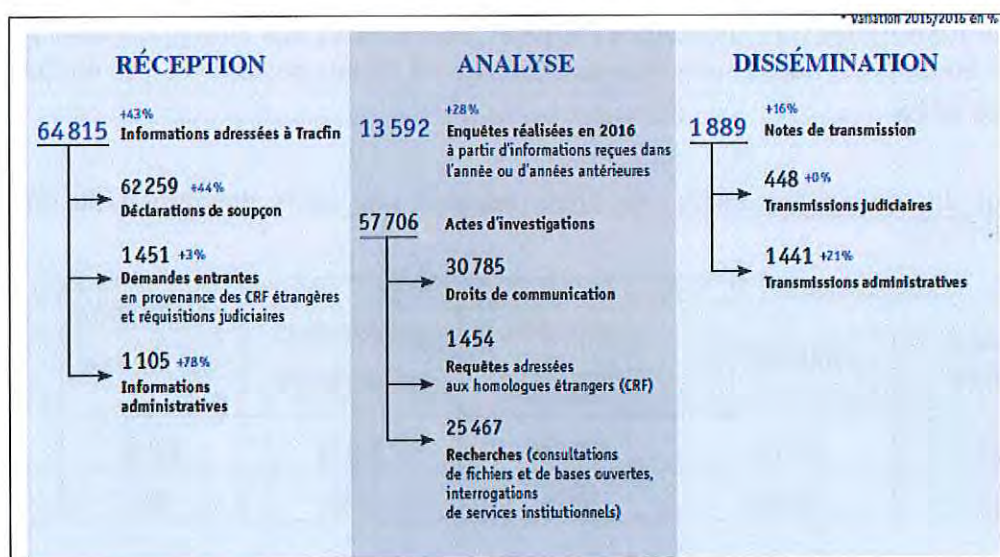 * Variation 2015/2016 en %
RÉCEPTION
+43%
64 815 Informations adressées à Tracfin
62 259 +44%
Déclarations de soupçon
1 451 +3%
Demandes entrantes
en provenance des CRF étrangères
et réquisitions judiciaires
1 105 +78%
Informations
administratives
ANALYSE
+28%
13 592 Enquêtes réalisées en 2016
à partir d'informations reçues dans
l'année ou d'années antérieures
57 706 Actes d'investigations
30 785
Droits de communication
1 454
Requêtes adressées
aux homologues étrangers (CRF)
25 467
Recherches (consultations
de fichiers et de bases ouvertes,
interrogations
de services institutionnels)
DISSÉMINATION
+16%
1 889 Notes de transmission
448 +0%
Transmissions judiciaires
1 441 +21%
Transmissions administratives